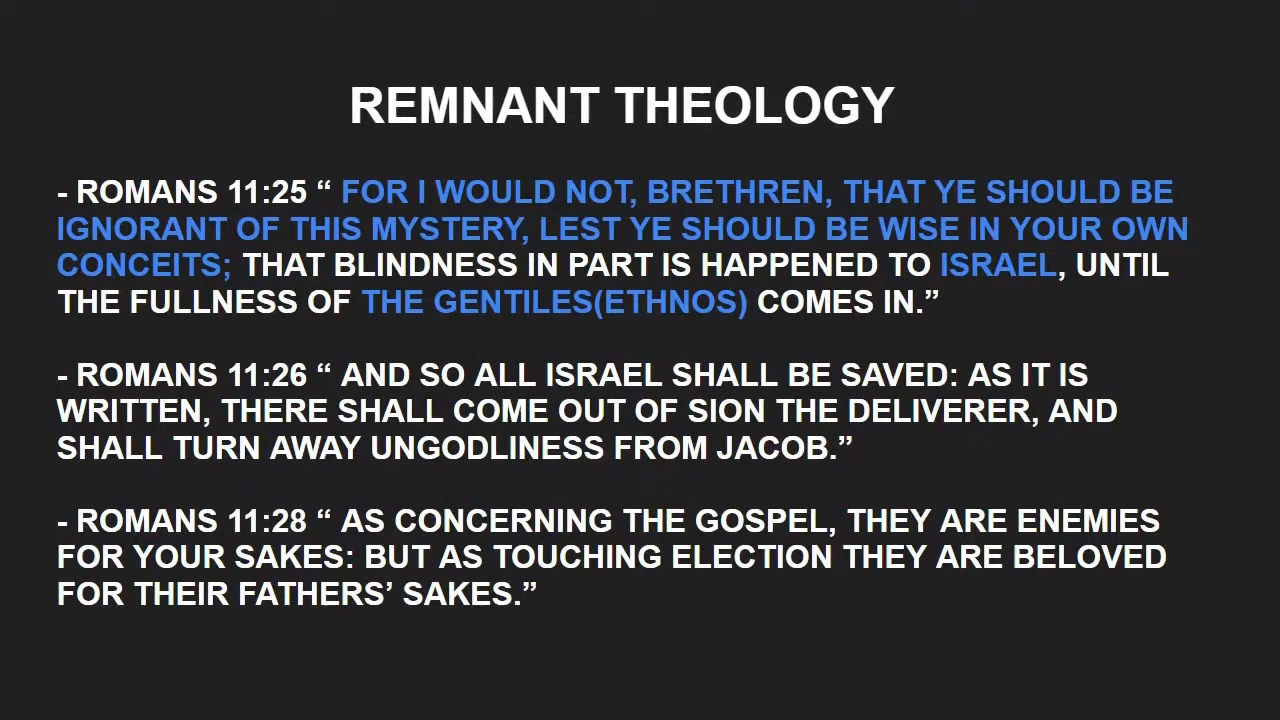 REMNANT THEOLOGY
- ROMANS 11:25 “ FOR I WOULD NOT, BRETHREN, THAT YE SHOULD BE
IGNORANT OF THIS MYSTERY, LEST YE SHOULD BE WISE IN YOUR OWN
CONCEITS; THAT BLINDNESS IN PART IS HAPPENED TO ISRAEL, UNTIL
THE FULLNESS OF THE GENTILES(ETHNOS) COMES IN.”
- ROMANS 11:26 “ AND SO ALL ISRAEL SHALL BE SAVED: AS IT IS
WRITTEN, THERE SHALL COME OUT OF SION THE DELIVERER, AND
SHALL TURN AWAY UNGODLINESS FROM JACOB.”
- ROMANS 11:28 “ AS CONCERNING THE GOSPEL, THEY ARE ENEMIES
FOR YOUR SAKES: BUT AS TOUCHING ELECTION THEY ARE BELOVED
FOR THEIR FATHERS’ SAKES.”